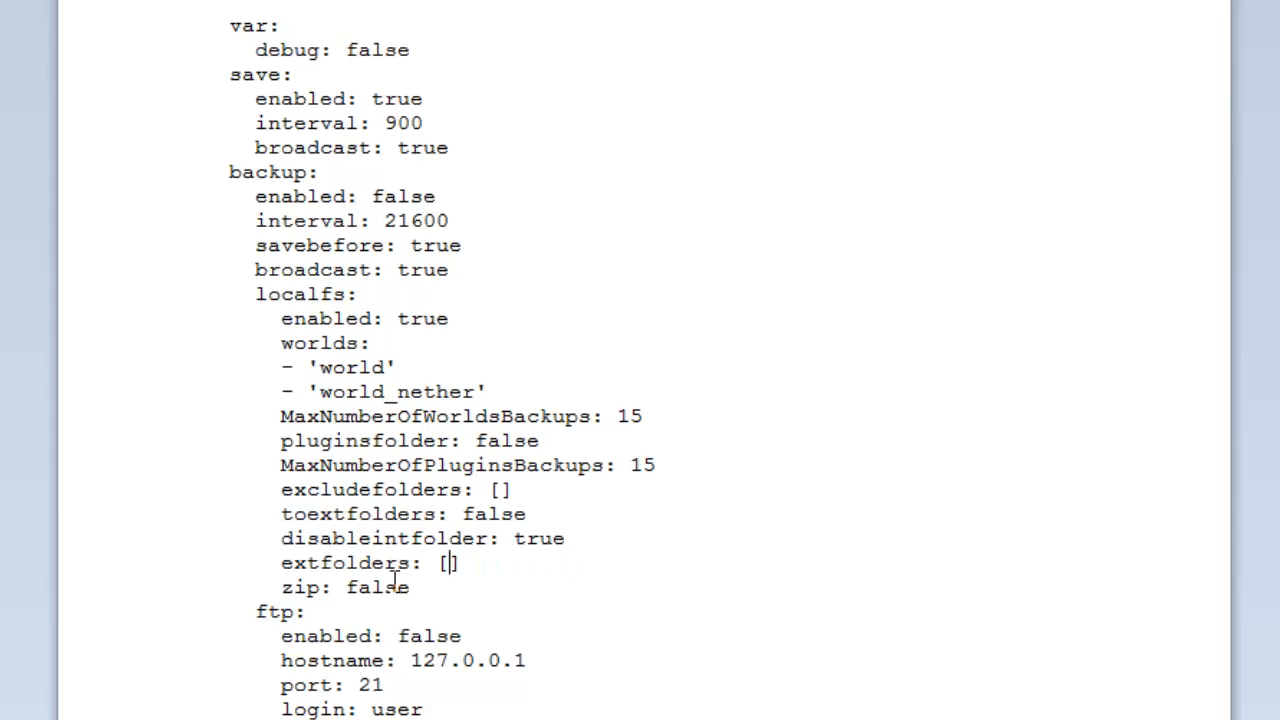 var:
debug: false
save:
enabled: true
interval: 900
broadcast: true
backup:
enabled: false
interval: 21600
savebefore: true
broadcast: true
localfs:
enabled: true
worlds:
- 'world'
- 'world_nether'
MaxNumberOfWorldsBackups: 15
pluginsfolder: false
MaxNumberOfPluginsBackups: 15
excludefolders: []
toextfolders: false
disableintfolder: true
extfolders: []
zip: false
ftp:
enabled: false
hostname: 127.0.0.1
port: 21
login: user